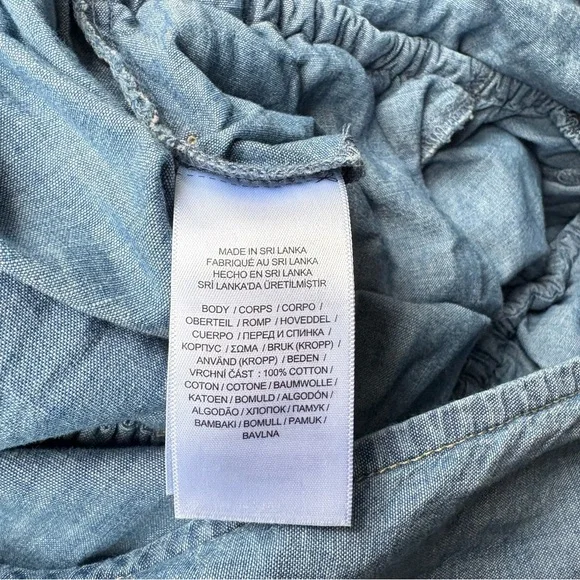 MADE IN SRI LANKA
FABRIQUÉ AU SRI LANKA
HECHO EN SRI LANKA
SRİ LANKA'DA ÜRETİLMİŞTİR
BODY / CORPS / CORPO /
OBERTEIL / ROMP / HOVEDDEL /
CUERPO / ПЕРЕД И СПИНКА /
КОРПУС / ΣΩΜΑ / BRUK (KROPP) /
ANVÄND (KROPP) / BEDEN /
VRCHNÍ ČÁST : 100% COTTON /
COTON / COTONE / BAUMWOLLE /
KATOEN / BOMULD / ALGODÓN /
ALGODÃO / ХЛОПОК / ПАМУК /
BAMBAKI / BOMULL / PAMUK /
BAVLNA